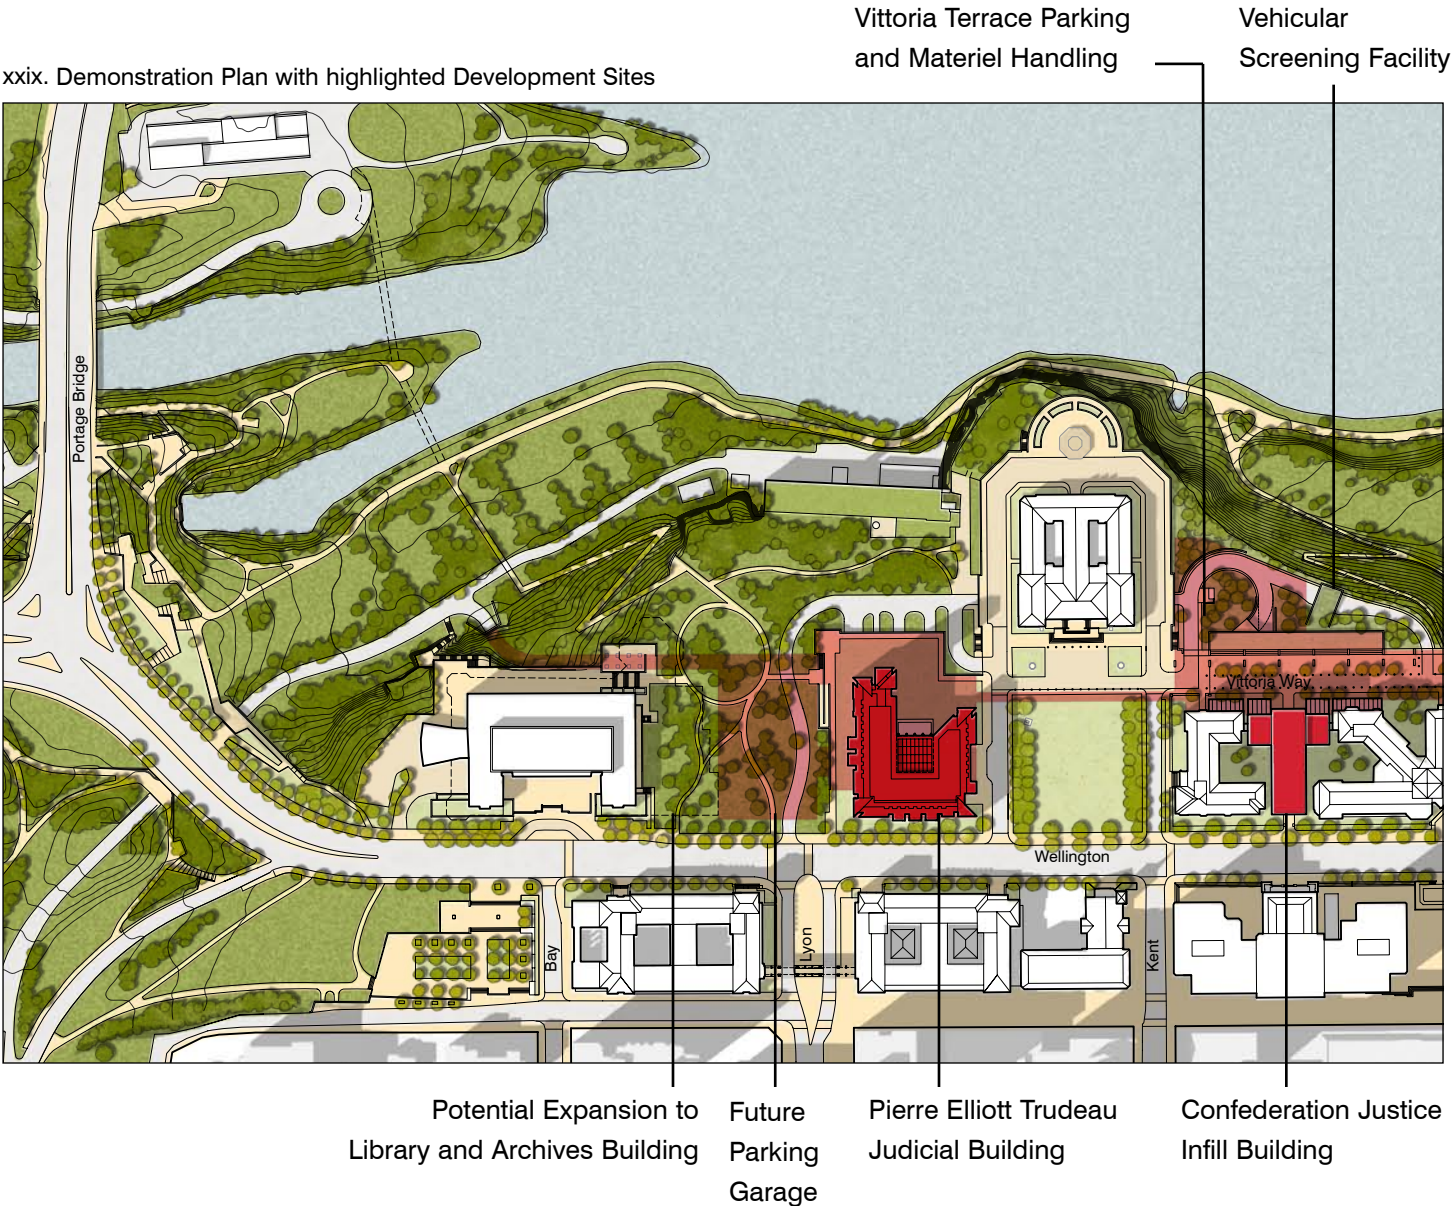 Vittoria Terrace Parking
and Materiel Handling
Vehicular
Screening Facility
xxix. Demonstration Plan with highlighted Development Sites
Portage Bridge
Vittoria Way
Wellington
Bay
Lyon
Kent
Potential Expansion to
Library and Archives Building
Future
Parking
Garage
Pierre Elliott Trudeau
Judicial Building
Confederation Justice
Infill Building